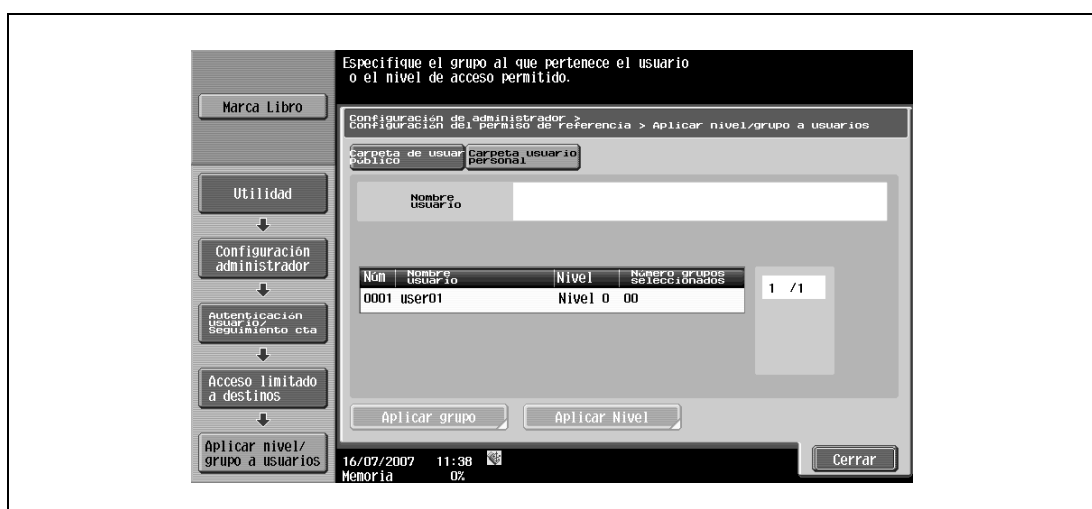 Especifique el grupo al que pertenece el usuario
o el nivel de acceso permitido.
Marca Libro
Configuración de administrador >
Configuración del permiso de referencia > Aplicar nivel/grupo a usuarios
Carpeta de usuar
público
Carpeta usuario
personal
Utilidad
Nombre
usuario
Configuración
administrador
Núm Nombre
usuario Nivel Número grupos
seleccionados
0001 user01 Nivel 0 00
1 /1
Autenticación
usuario/
Seguimiento cta
Acceso limitado
a destinos
Aplicar grupo
Aplicar Nivel
Aplicar nivel/
grupo a usuarios
16/07/2007 11:38
Memoria 0%
Cerrar